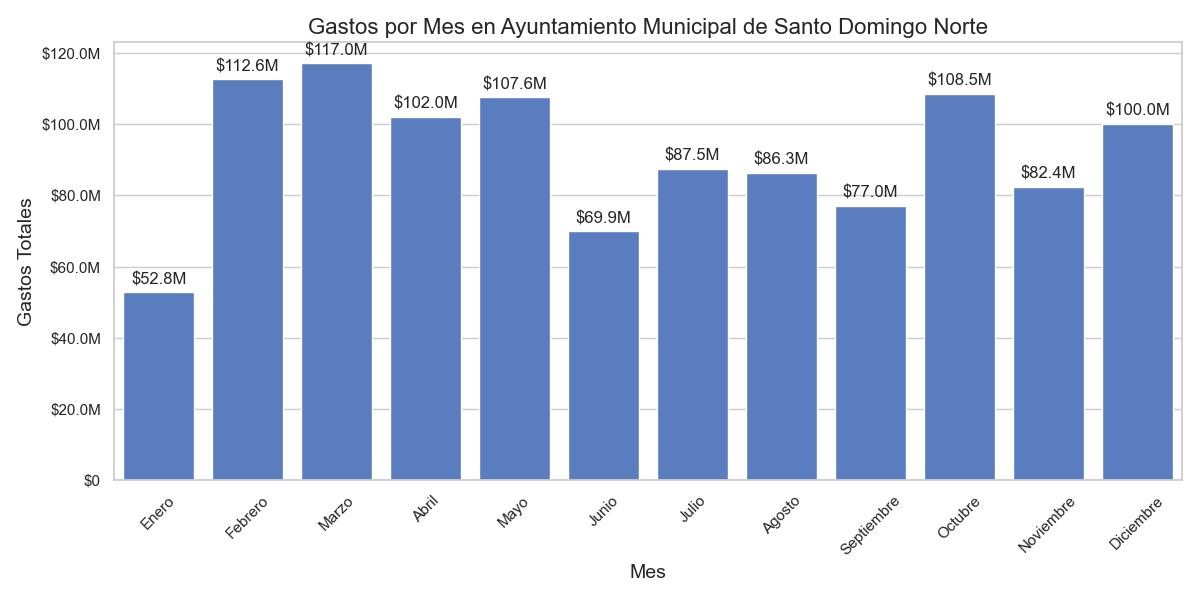 Gastos por Mes en Ayuntamiento Municipal de Santo Domingo Norte
Gastos Totales
$120.0M
$100.0M
$80.0M
$60.0M
$40.0M
$20.0M
$0
$52.8M
$112.6M
$117.0M
$102.0M
$107.6M
$69.9M
$87.5M
$86.3M
$77.0M
$108.5M
$82.4M
$100.0M
Enero
Febrero
Marzo
Abril
Mayo
Junio
Julio
Agosto
Septiembre
Octubre
Noviembre
Diciembre
Mes